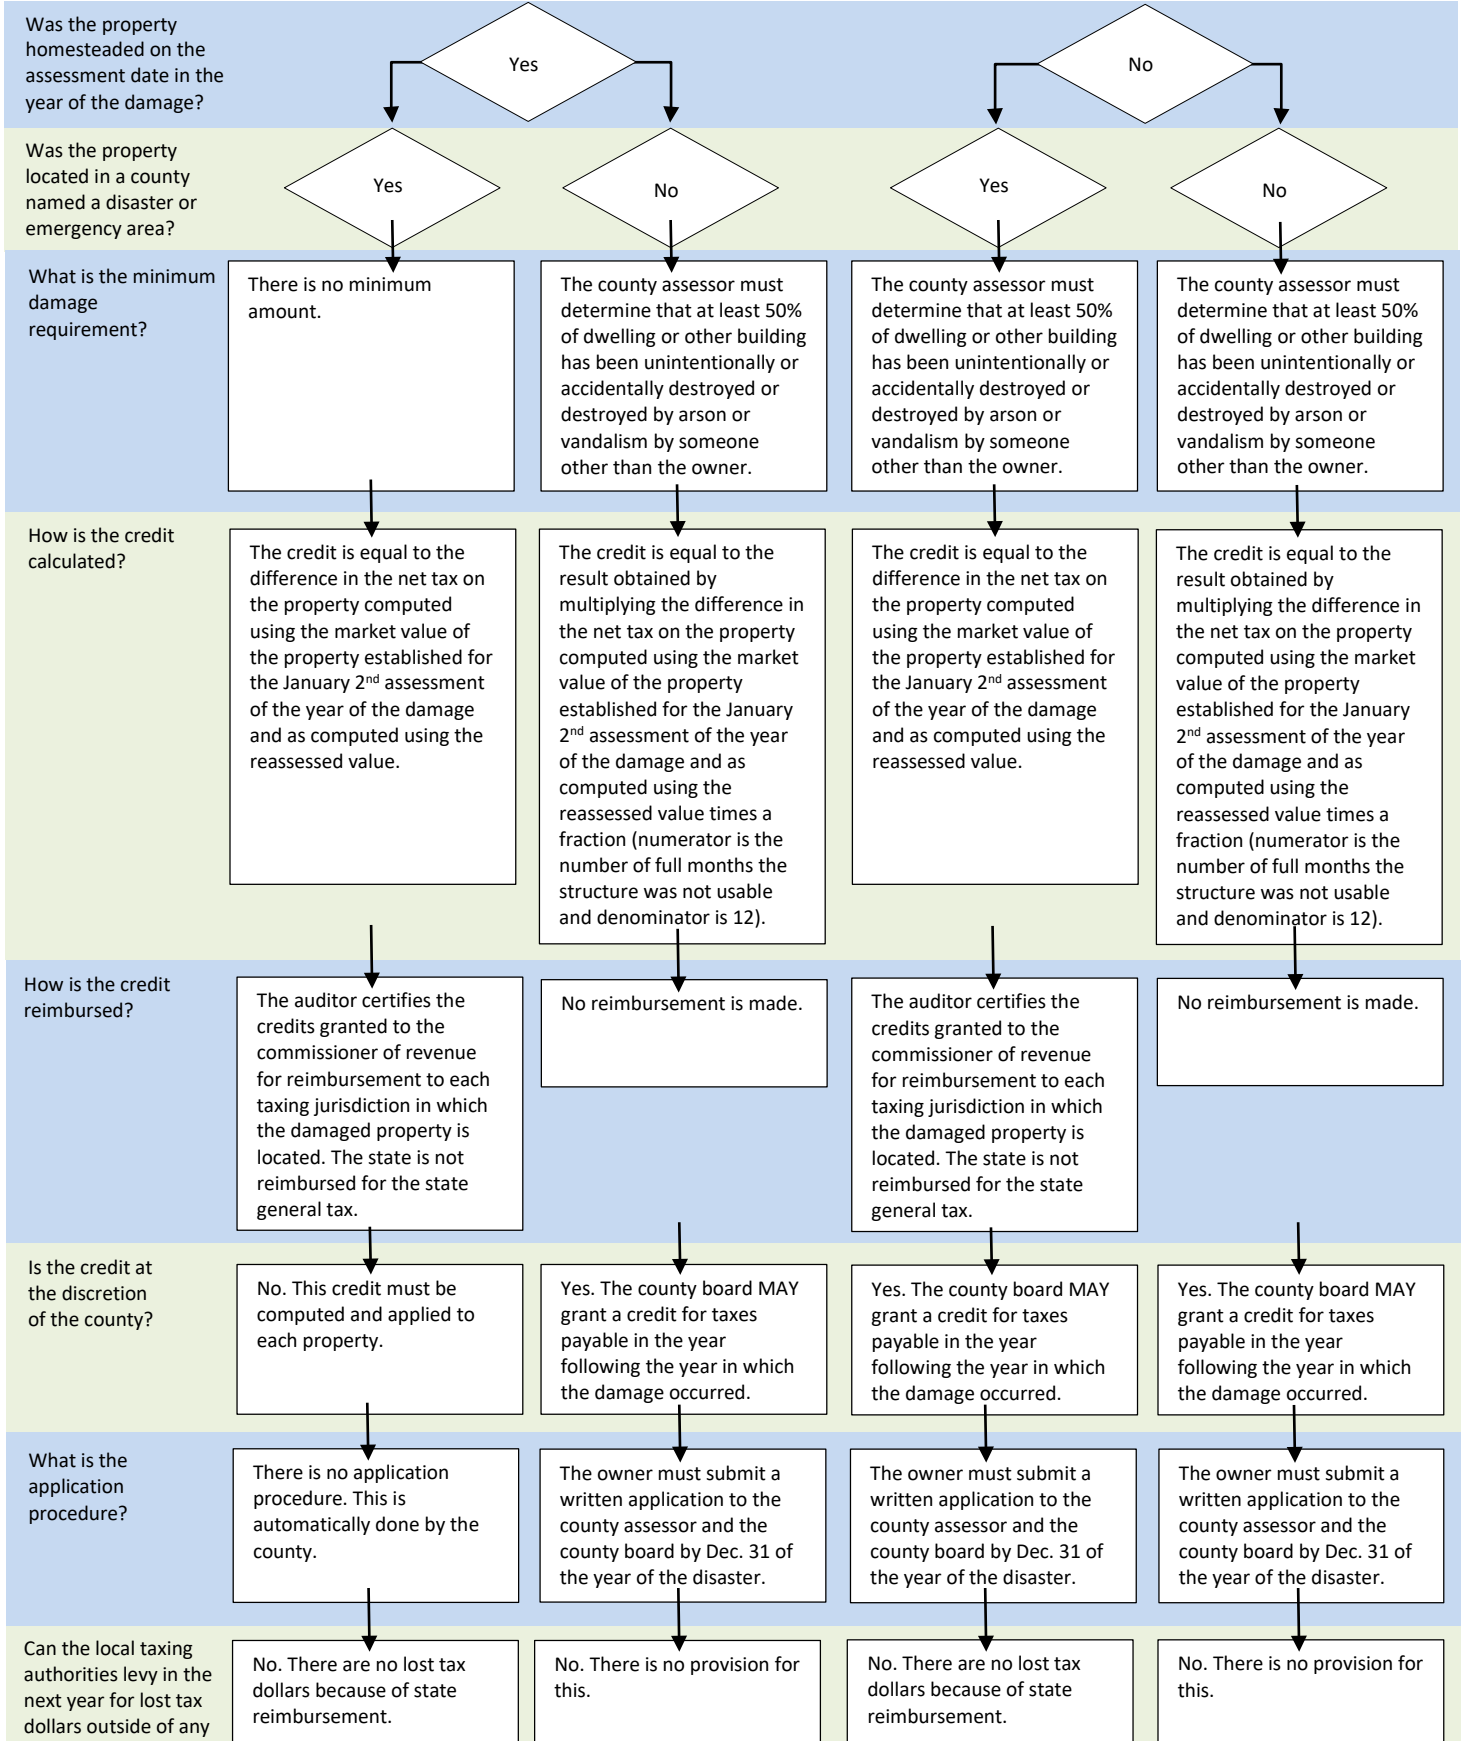 Was the property
homesteaded on the
assessment date in the
year of the damage?
Yes
No
Was the property
located in a county
named a disaster or
emergency area?
Yes
No
Yes
No
What is the minimum
damage
requirement?
There is no minimum
amount.
The county assessor must
determine that at least 50%
of dwelling or other building
has been unintentionally or
accidentally destroyed or
destroyed by arson or
vandalism by someone
other than the owner.
The county assessor must
determine that at least 50%
of dwelling or other building
has been unintentionally or
accidentally destroyed or
destroyed by arson or
vandalism by someone
other than the owner.
The county assessor must
determine that at least 50%
of dwelling or other building
has been unintentionally or
accidentally destroyed or
destroyed by arson or
vandalism by someone
other than the owner.
How is the credit
calculated?
The credit is equal to the
difference in the net tax on
the property computed
using the market value of
the property established for
the January 2nd assessment
of the year of the damage
and as computed using the
reassessed value.
The credit is equal to the
result obtained by
multiplying the difference in
the net tax on the property
computed using the market
value of the property
established for the January
2nd assessment of the year
of the damage and as
computed using the
reassessed value times a
fraction (numerator is the
number of full months the
structure was not usable
and denominator is 12).
The credit is equal to the
difference in the net tax on
the property computed
using the market value of
the property established for
the January 2nd assessment
of the year of the damage
and as computed using the
reassessed value.
The credit is equal to the
result obtained by
multiplying the difference in
the net tax on the property
computed using the market
value of the property
established for the January
2nd assessment of the year
of the damage and as
computed using the
reassessed value times a
fraction (numerator is the
number of full months the
structure was not usable
and denominator is 12).
How is the credit
reimbursed?
The auditor certifies the
credits granted to the
commissioner of revenue
for reimbursement to each
taxing jurisdiction in which
the damaged property is
located. The state is not
reimbursed for the state
general tax.
No reimbursement is made.
The auditor certifies the
credits granted to the
commissioner of revenue
for reimbursement to each
taxing jurisdiction in which
the damaged property is
located. The state is not
reimbursed for the state
general tax.
No reimbursement is made.
Is the credit at
the discretion
of the county?
No. This credit must be
computed and applied to
each property.
Yes. The county board MAY
grant a credit for taxes
payable in the year
following the year in which
the damage occurred.
Yes. The county board MAY
grant a credit for taxes
payable in the year
following the year in which
the damage occurred.
Yes. The county board MAY
grant a credit for taxes
payable in the year
following the year in which
the damage occurred.
What is the
application
procedure?
There is no application
procedure. This is
automatically done by the
county.
The owner must submit a
written application to the
county assessor and the
county board by Dec. 31 of
the year of the disaster.
The owner must submit a
written application to the
county assessor and the
county board by Dec. 31 of
the year of the disaster.
The owner must submit a
written application to the
county assessor and the
county board by Dec. 31 of
the year of the disaster.
Can the local taxing
authorities levy in the
next year for lost tax
dollars outside of any
No. There are no lost tax
dollars because of state
reimbursement.
No. There is no provision for
this.
No. There are no lost tax
dollars because of state
reimbursement.
No. There is no provision for
this.